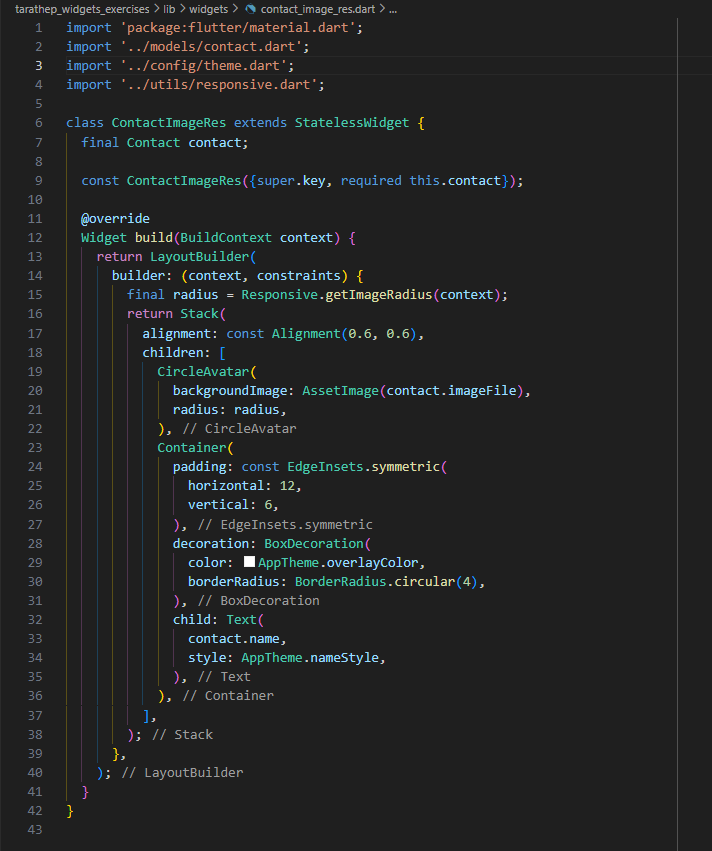 tarathep_widgets_exercises > lib > widgets > contact_image_res.dart > ...
1 import 'package:flutter/material.dart';
2 import '../models/contact.dart';
3 import '../config/theme.dart';
4 import '../utils/responsive.dart';
5
6 class ContactImageRes extends StatelessWidget {
7   final Contact contact;
8
9   const ContactImageRes({super.key, required this.contact});
10
11   @override
12   Widget build(BuildContext context) {
13     return LayoutBuilder(
14       builder: (context, constraints) {
15         final radius = Responsive.getImageRadius(context);
16         return Stack(
17           alignment: const Alignment(0.6, 0.6),
18           children: [
19             CircleAvatar(
20               backgroundImage: AssetImage(contact.imageFile),
21               radius: radius,
22             ), // CircleAvatar
23             Container(
24               padding: const EdgeInsets.symmetric(
25                 horizontal: 12,
26                 vertical: 6,
27               ), // EdgeInsets.symmetric
28               decoration: BoxDecoration(
29                 color: AppTheme.overlayColor,
30                 borderRadius: BorderRadius.circular(4),
31               ), // BoxDecoration
32               child: Text(
33                 contact.name,
34                 style: AppTheme.nameStyle,
35               ), // Text
36             ), // Container
37           ],
38         ); // Stack
39       },
40     ); // LayoutBuilder
41   }
42 }
43